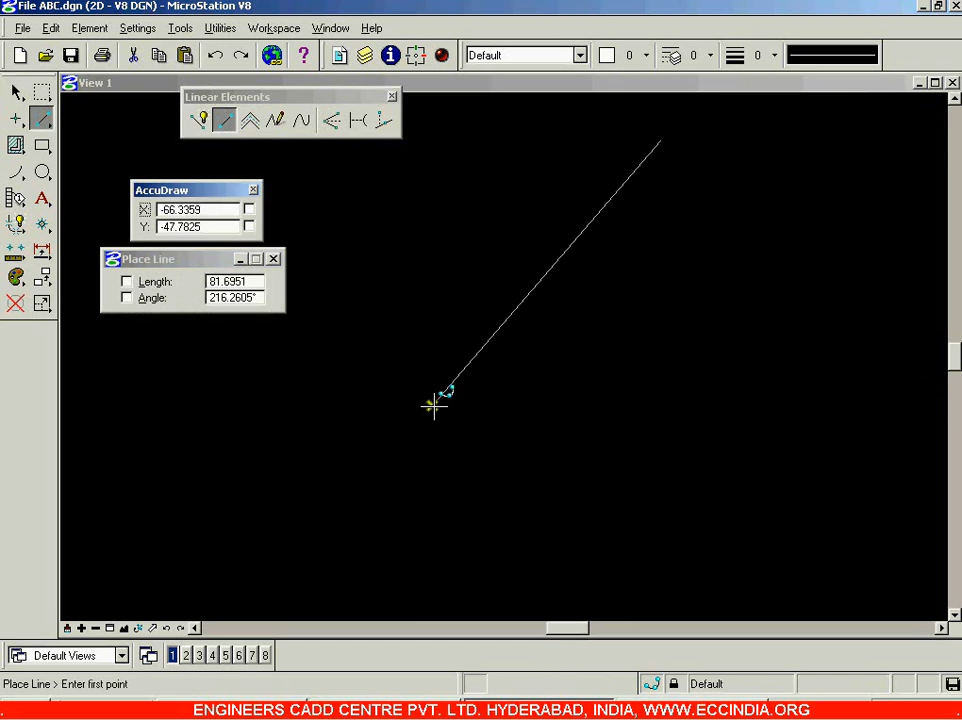 File ABC.dgn (2D - V8 DGN) - MicroStation V8
File Edit Element Settings Tools Utilities Workspace Window Help
Default 0 0 0
View 1
Linear Elements
AccuDraw
X: -66.3359
Y: -47.7825
Place Line
Length: 81.6951
Angle: 216.2605°
Default Views 1 2 3 4 5 6 7 8
Place Line > Enter first point Default
ENGINEERS CADD CENTRE PVT. LTD. HYDERABAD, INDIA, WWW.ECCINDIA.ORG